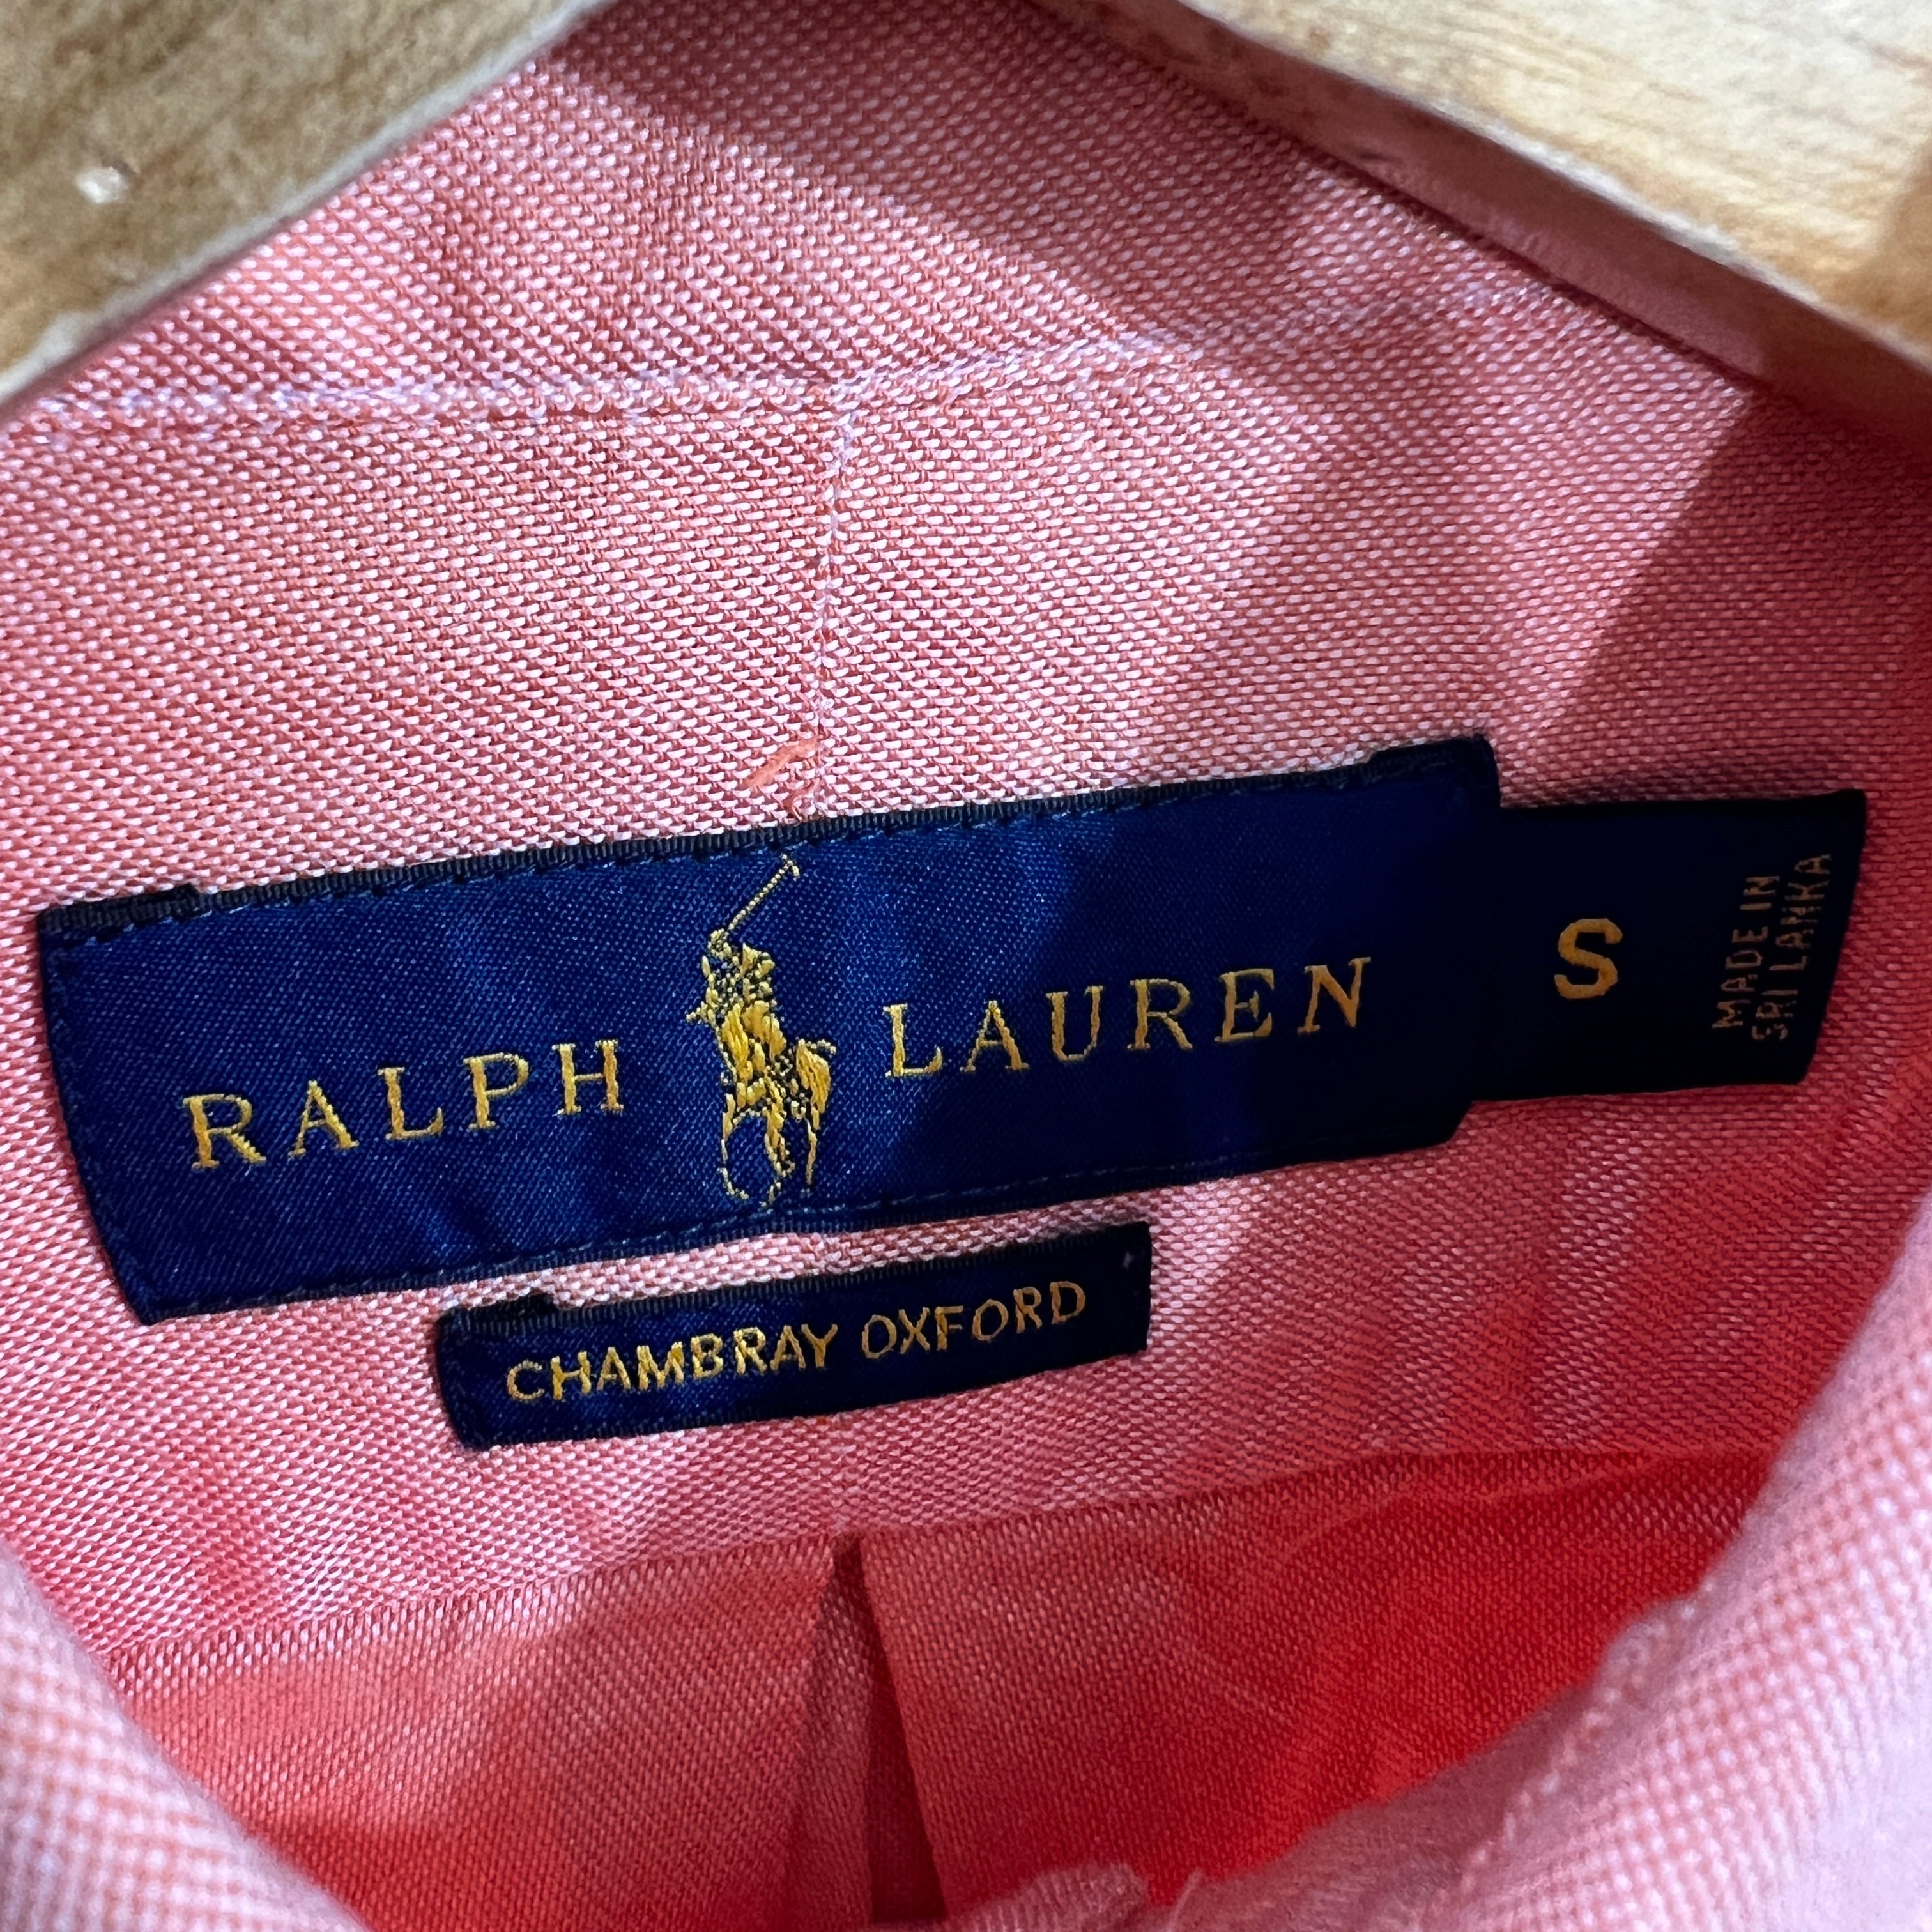 RALPH LAUREN
S
MADE IN
SRI LANKA
CHAMBRAY OXFORD